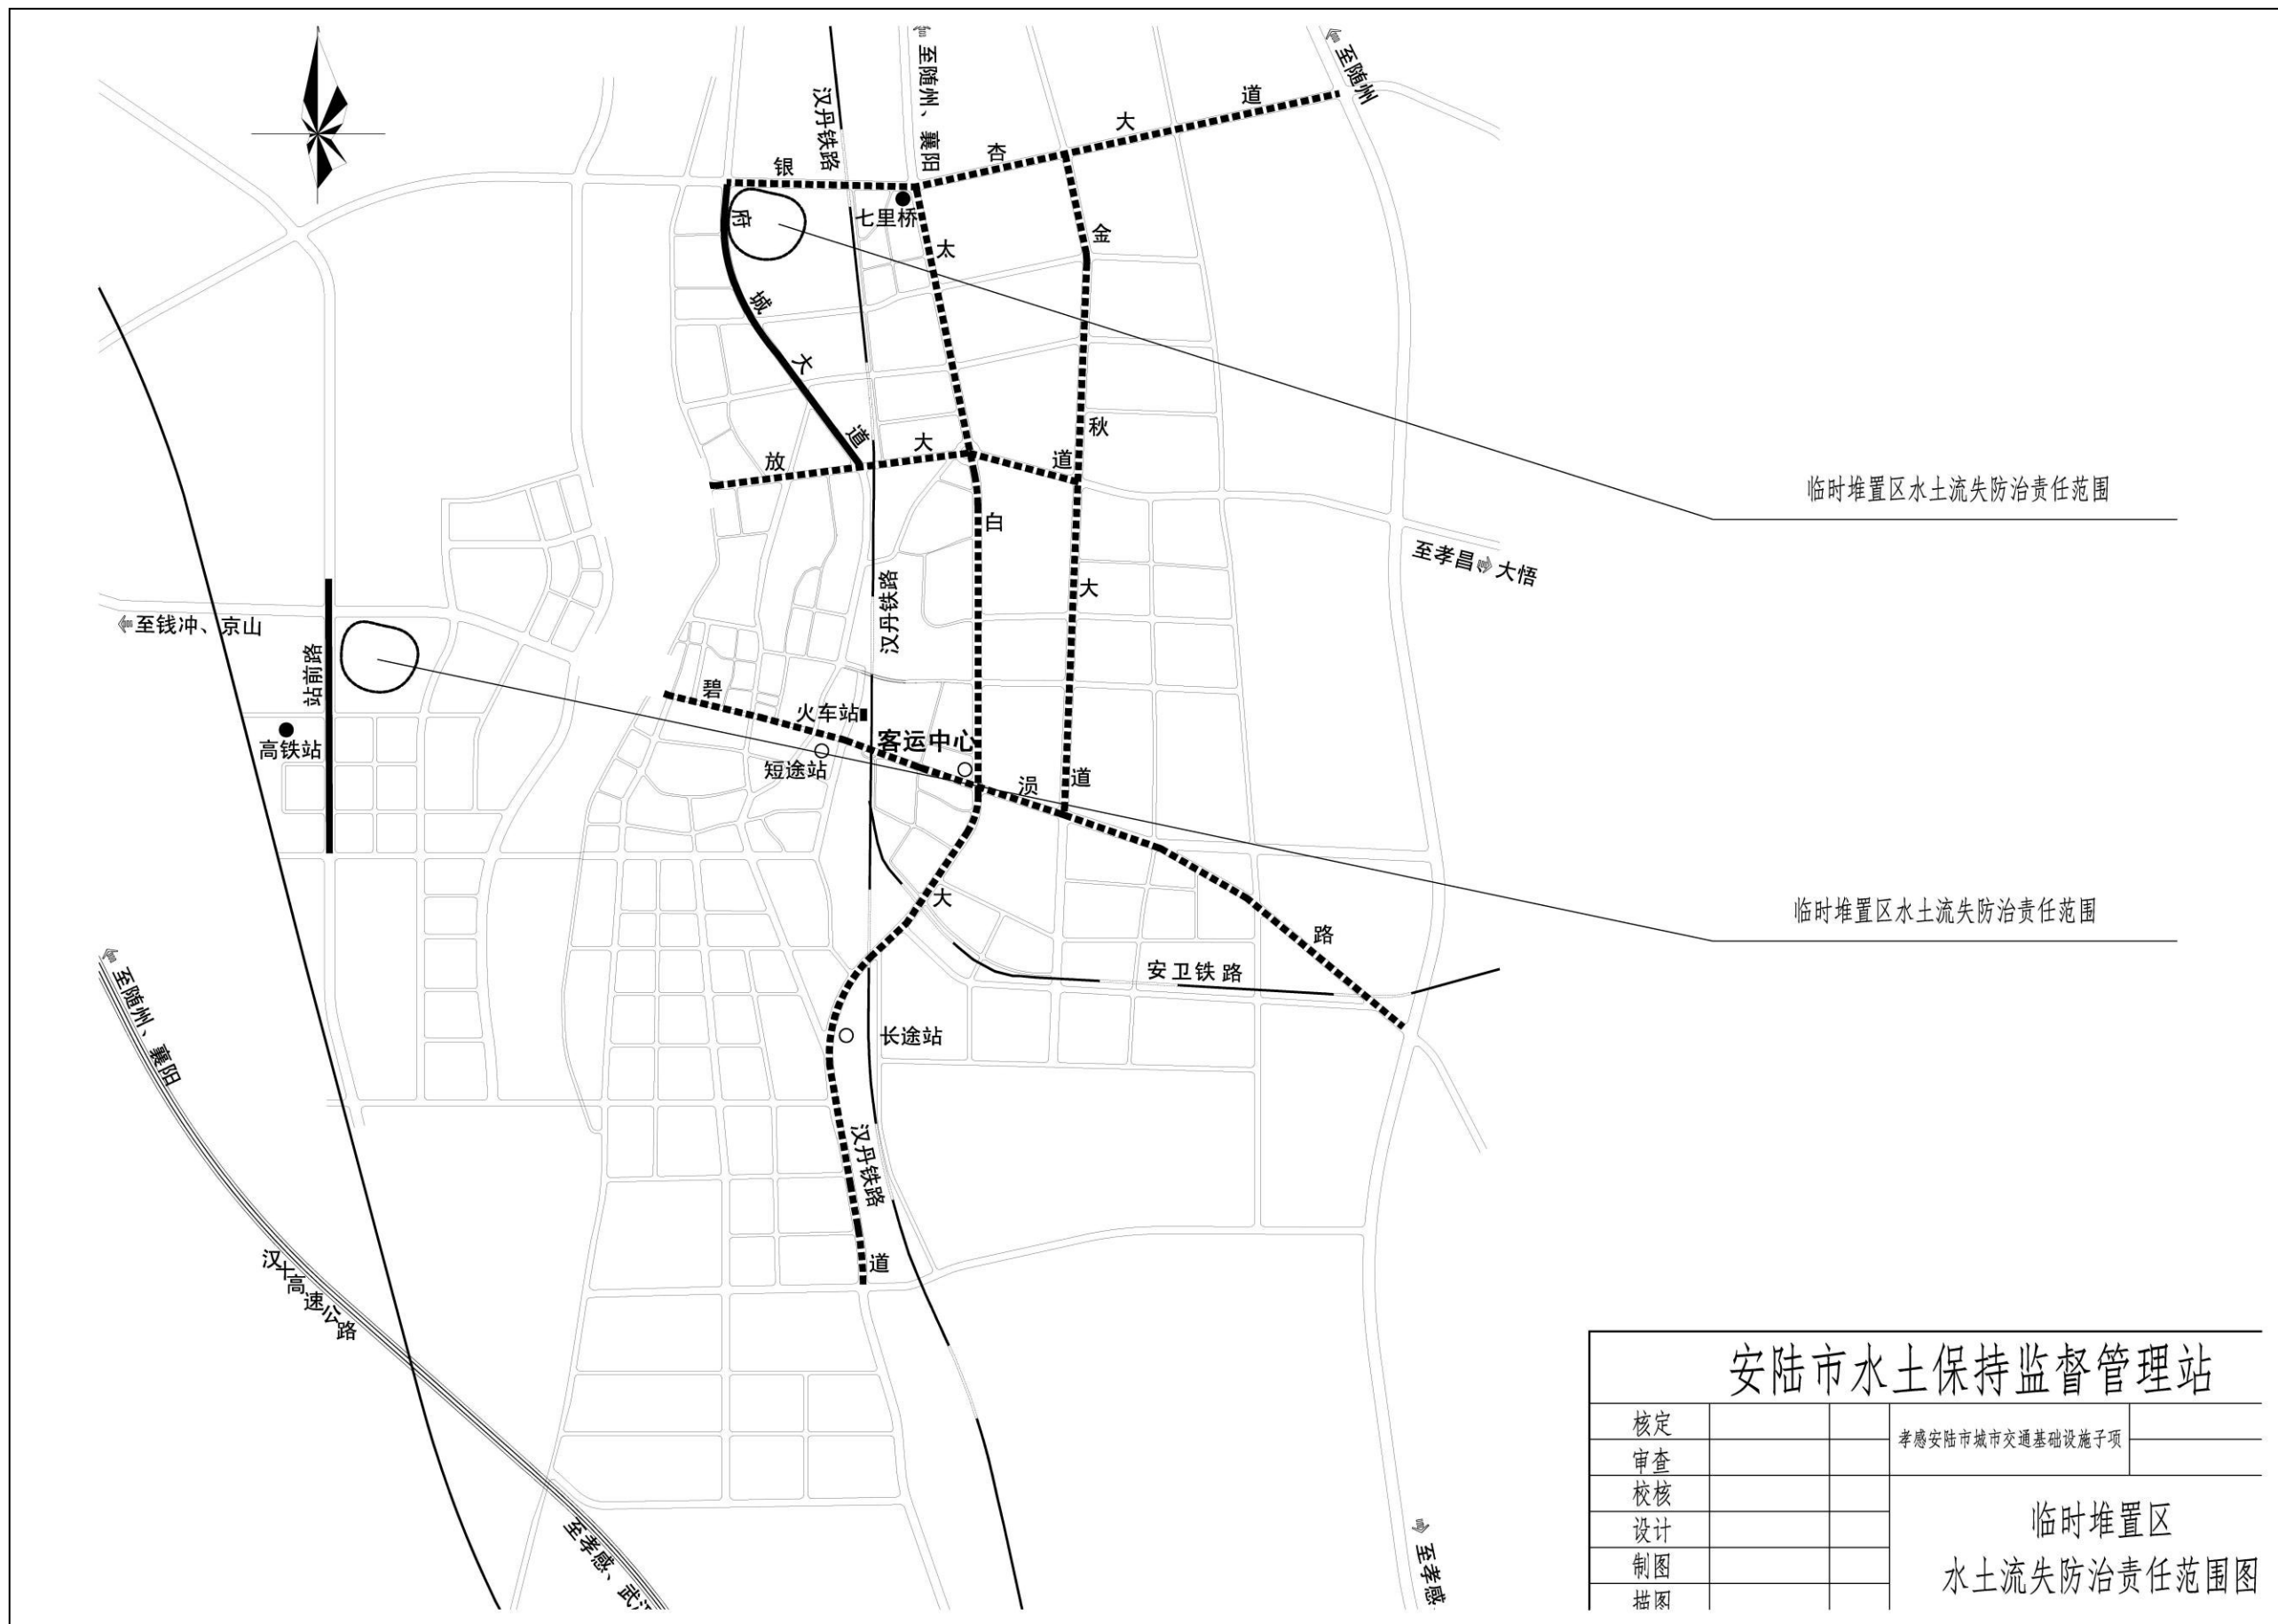 至随州、襄阳
至随州
汉丹铁路
银杏大道
七里桥
府城大道
太白大道
金秋大道
放大道
临时堆置区水土流失防治责任范围
至孝昌
大悟
至钱冲、京山
站前路
高铁站
汉丹铁路
碧涢路
火车站
短途站
客运中心
临时堆置区水土流失防治责任范围
安卫铁路
长途站
至随州、襄阳
汉丹铁路
汉十高速公路
至孝感、武
至孝感
安陆市水土保持监督管理站
核定
审查
校核
设计
制图
描图
孝感安陆市城市交通基础设施子项
临时堆置区
水土流失防治责任范围图